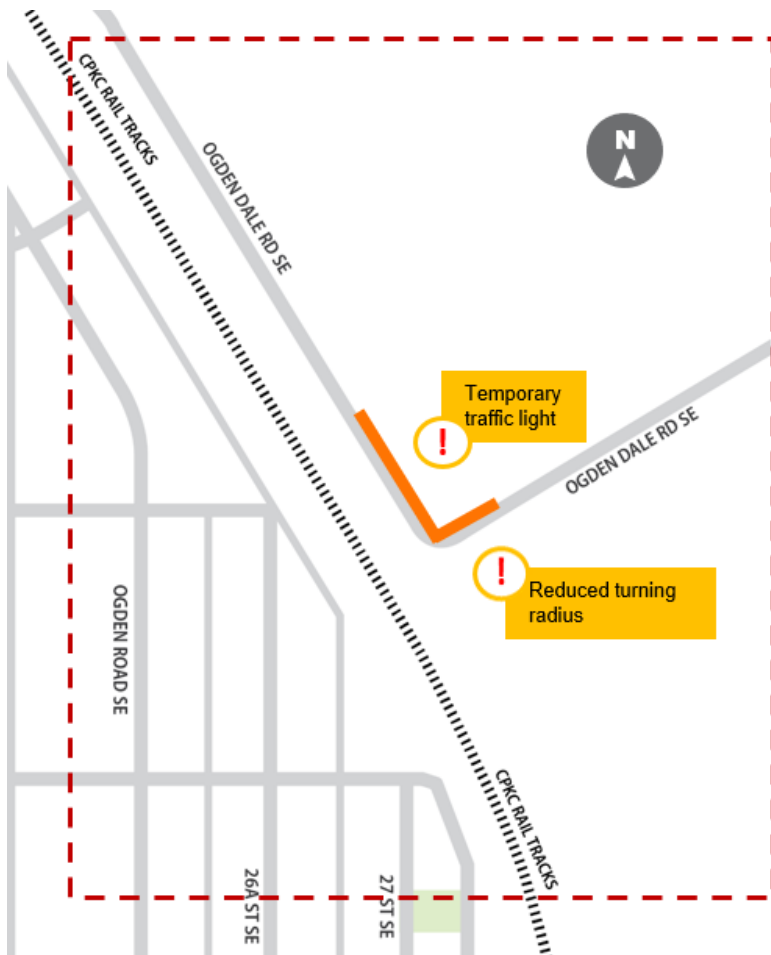 CPKC RAIL TRACKS
OGDEN DALE RD SE
N
Temporary
traffic light
OGDEN DALE RD SE
!
!
Reduced turning
radius
OGDEN ROAD SE
CPKC RAIL TRACKS
26A ST SE
27 ST SE